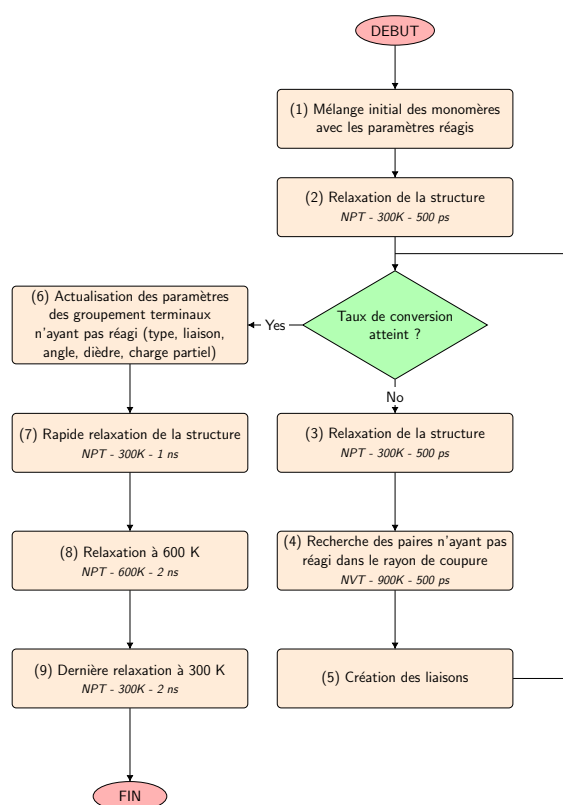 DEBUT
(1) Mélange initial des monomères
avec les paramètres réagis
(2) Relaxation de la structure
NPT - 300K - 500 ps
Taux de conversion
atteint ?
Yes
No
(6) Actualisation des paramètres
des groupement terminaux
n'ayant pas réagi (type, liaison,
angle, dièdre, charge partiel)
(7) Rapide relaxation de la structure
NPT - 300K - 1 ns
(8) Relaxation à 600 K
NPT - 600K - 2 ns
(9) Dernière relaxation à 300 K
NPT - 300K - 2 ns
FIN
(3) Relaxation de la structure
NPT - 300K - 500 ps
(4) Recherche des paires n'ayant pas
réagi dans le rayon de coupure
NVT - 900K - 500 ps
(5) Création des liaisons